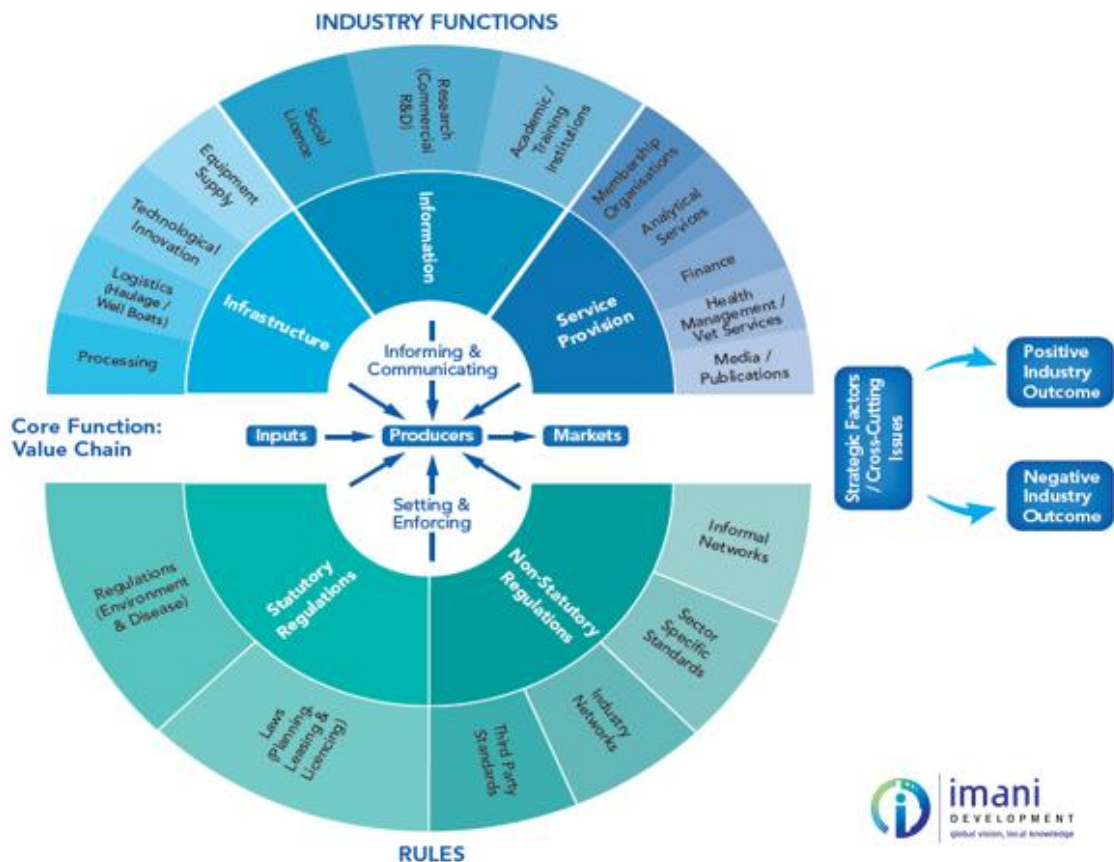 INDUSTRY FUNCTIONS
Social
Licence
Research
(Commercial
R&D)
Academic /
Training
Institutions
Equipment
Supply
Technological
Innovation
Logistics
(Haulage /
Well Boats)
Processing
Membership
Organisations
Analytical
Services
Finance
Health
Management /
Vet Services
Media /
Publications
Infrastructure
Information
Service
Provision
Informing &
Communicating
Core Function:
Value Chain
Inputs
Producers
Markets
Setting &
Enforcing
Strategic Factors
/ Cross-Cutting
Issues
Positive
Industry
Outcome
Negative
Industry
Outcome
Statutory
Regulations
Non-Statutory
Regulations
Regulations
(Environment
& Disease)
Laws
(Planning,
Leasing &
Licencing)
Third Party
Standards
Industry
Networks
Sector
Specific
Standards
Informal
Networks
RULES
imani
DEVELOPMENT
global vision, local knowledge